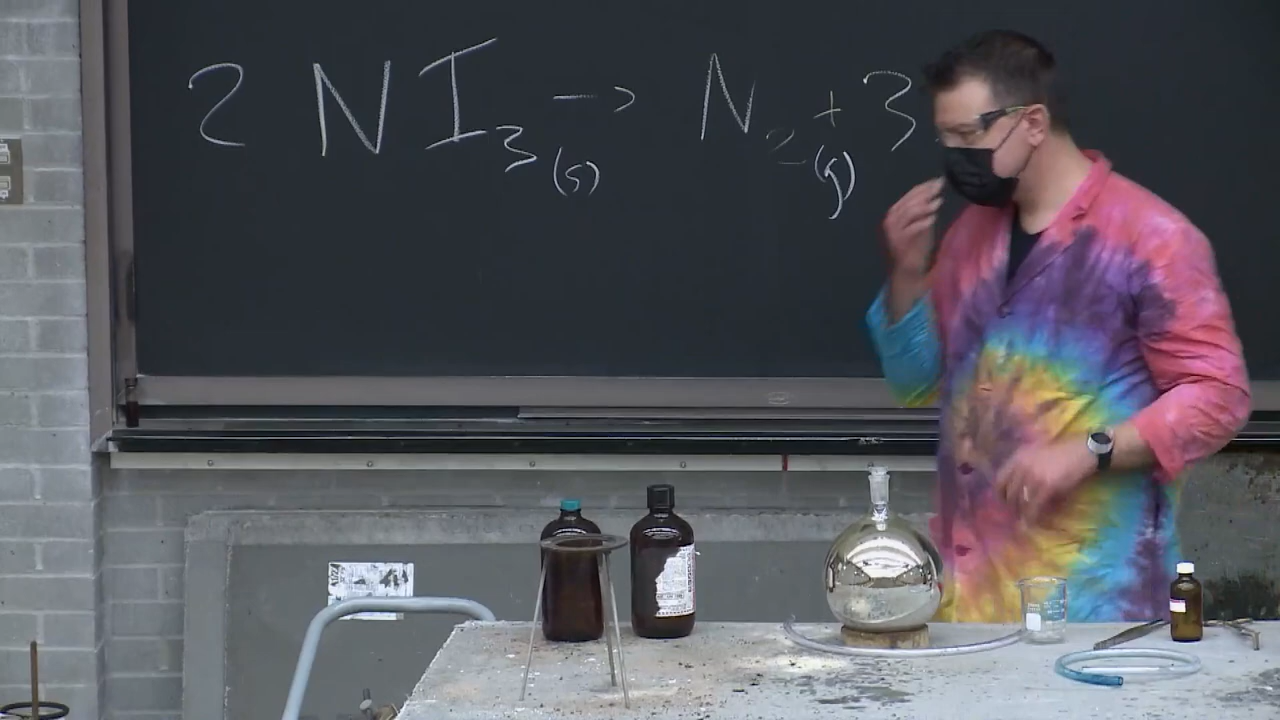 2 NI₃(s) → N₂(g) + 3